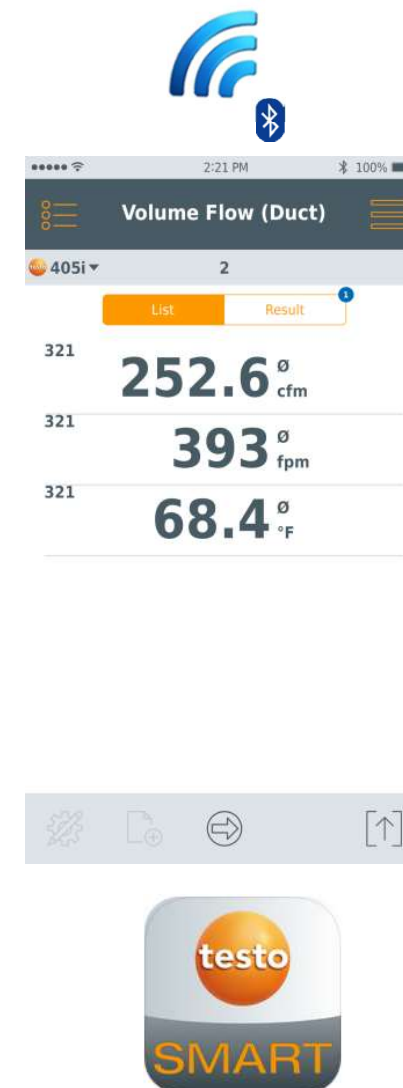 2:21 PM 100%
Volume Flow (Duct)
405i 2
List Result 1
321
252.6 ø cfm
321
393 ø fpm
321
68.4 ø °F
testo
SMART